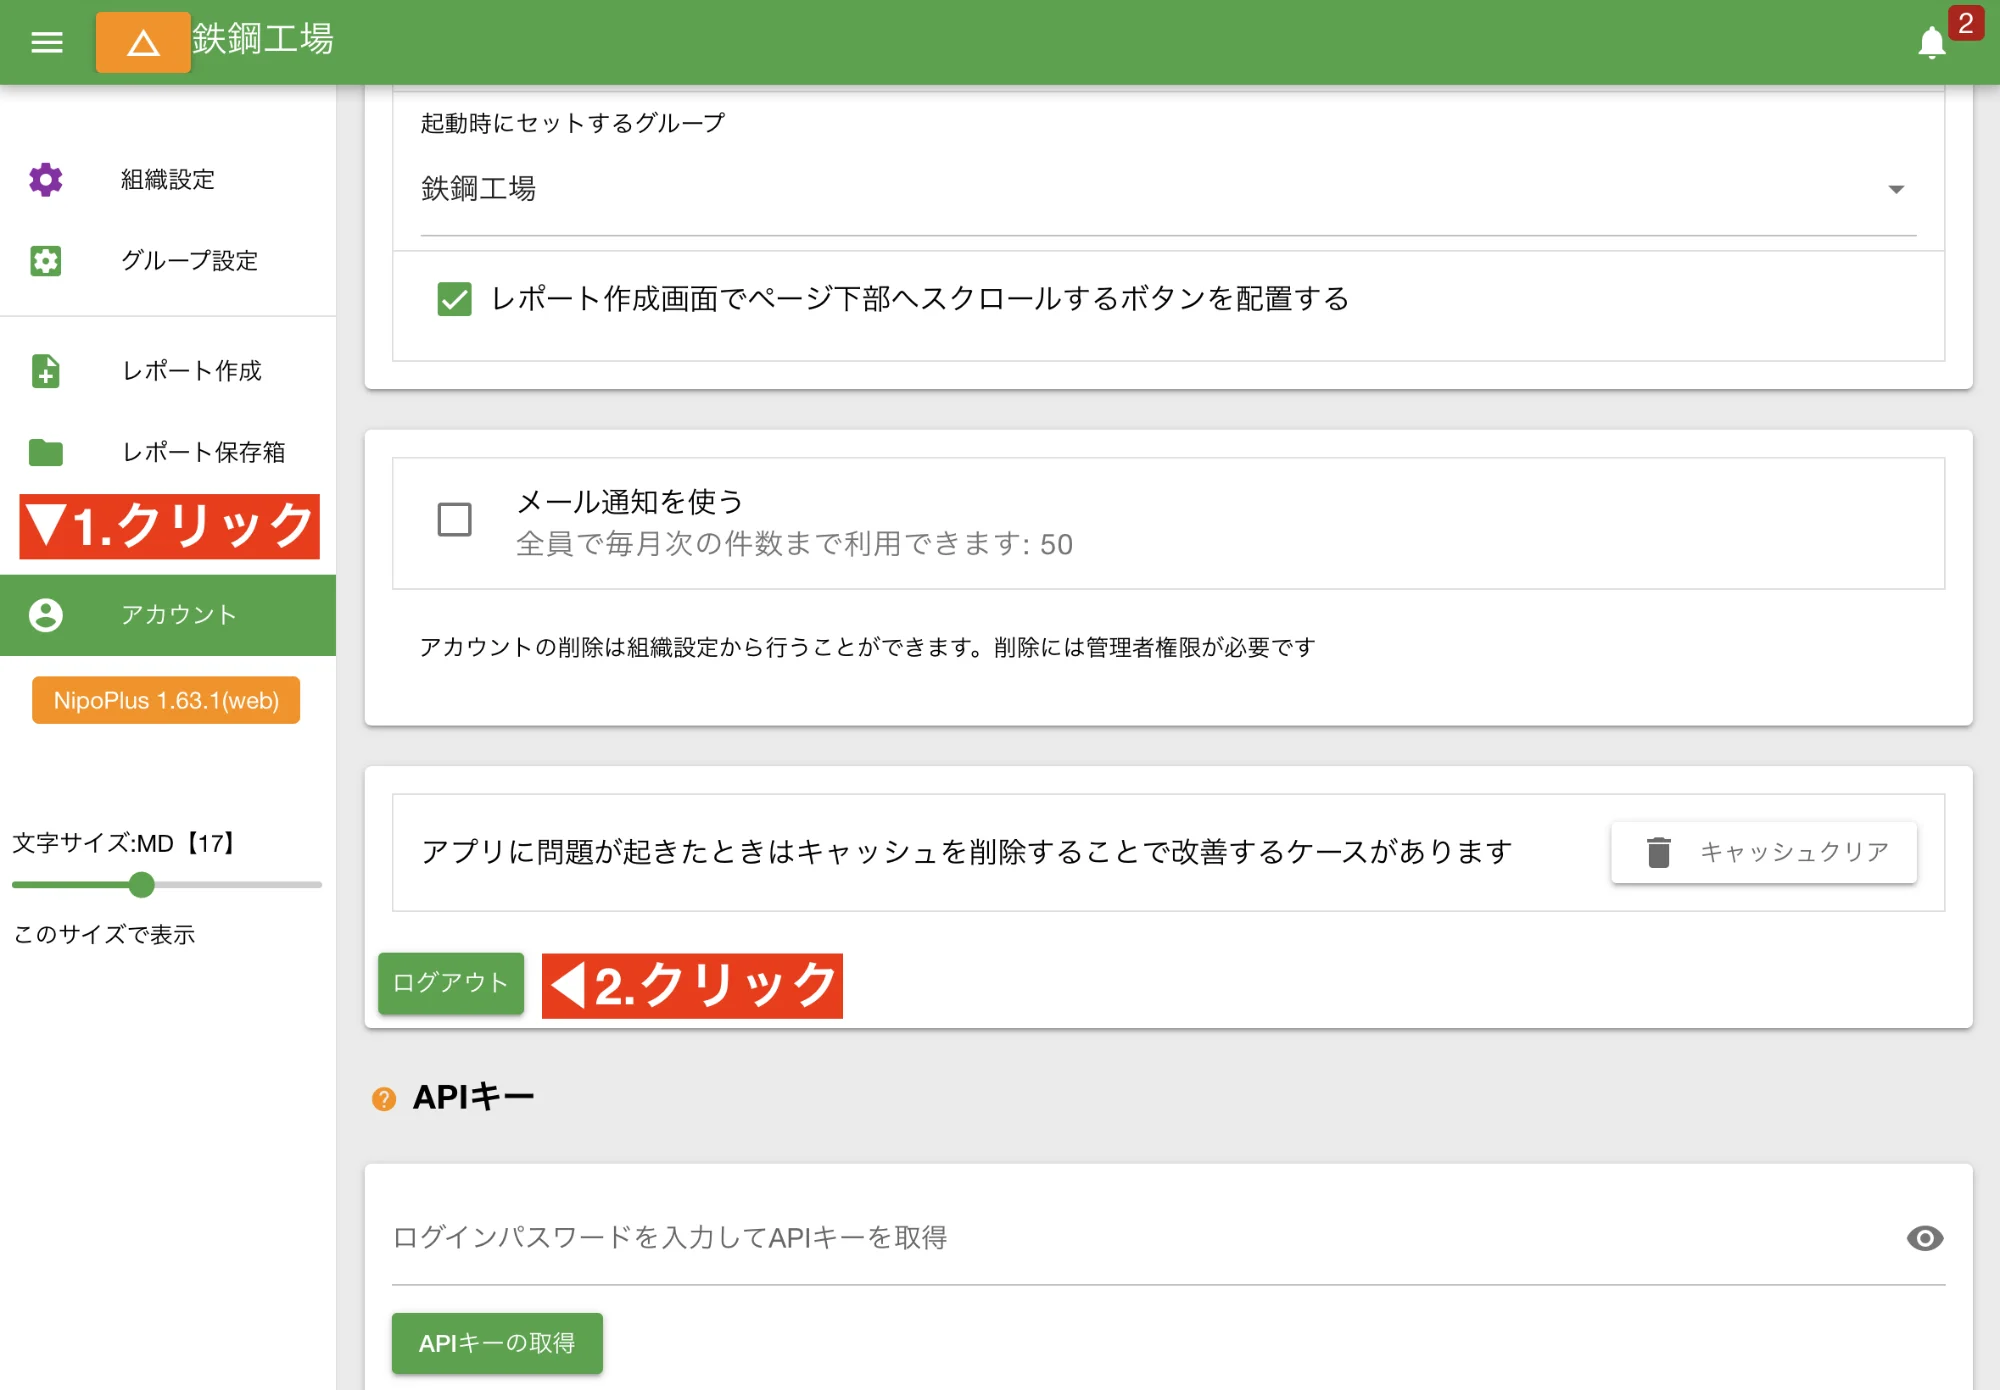 鉄鋼工場
2
起動時にセットするグループ
鉄鋼工場
レポート作成画面でページ下部へスクロールするボタンを配置する
組織設定
グループ設定
レポート作成
レポート保存箱
▼1.クリック
アカウント
NipoPlus 1.63.1(web)
文字サイズ:MD【17】
このサイズで表示
メール通知を使う
全員で毎月次の件数まで利用できます: 50
アカウントの削除は組織設定から行うことができます。削除には管理者権限が必要です
アプリに問題が起きたときはキャッシュを削除することで改善するケースがあります
キャッシュクリア
ログアウト
◀2.クリック
APIキー
ログインパスワードを入力してAPIキーを取得
APIキーの取得